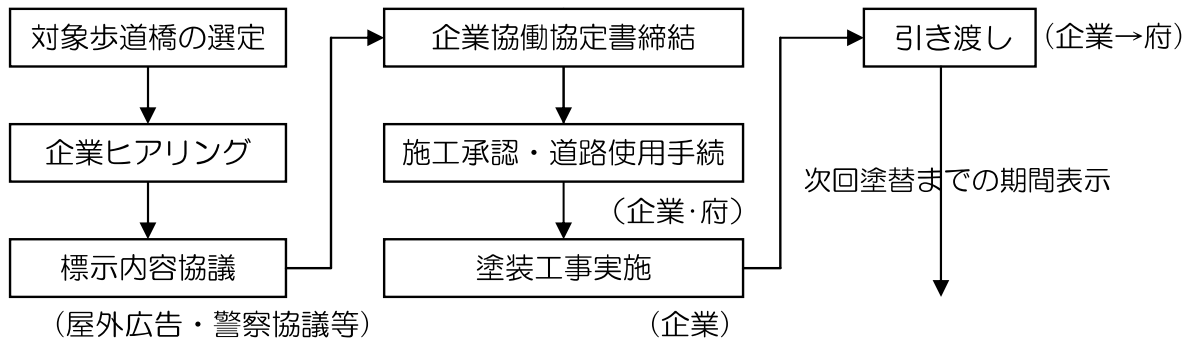 対象歩道橋の選定
企業ヒアリング
標示内容協議
（屋外広告・警察協議等）
企業協働協定書締結
施工承認・道路使用手続
（企業・府）
塗装工事実施
（企業）
引き渡し
（企業→府）
次回塗替までの期間表示